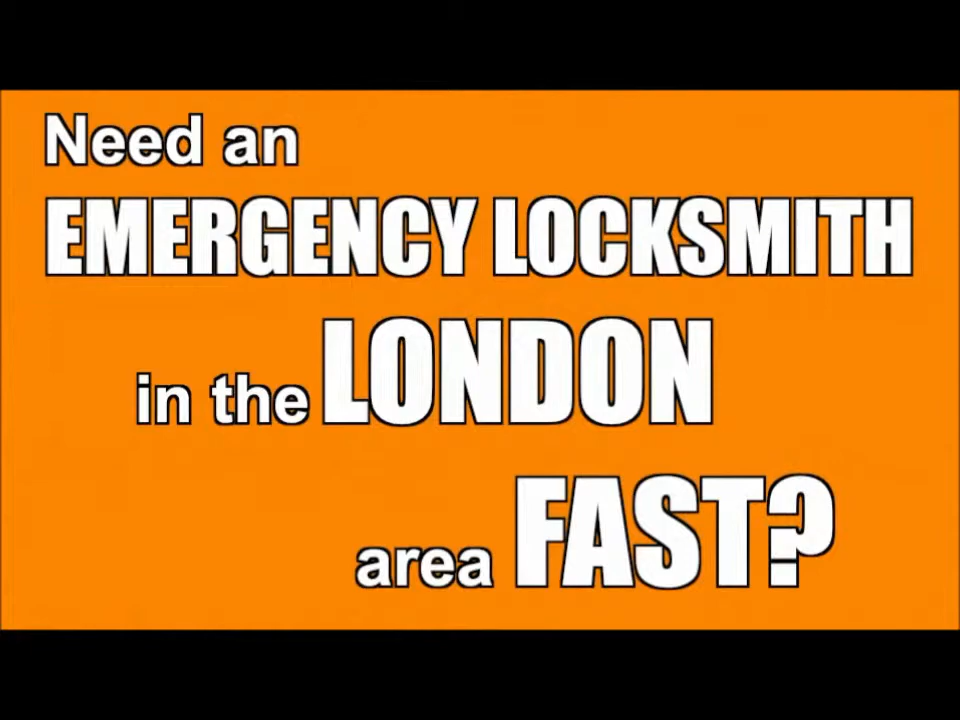 Need an
EMERGENCY LOCKSMITH
in the LONDON
area FAST?